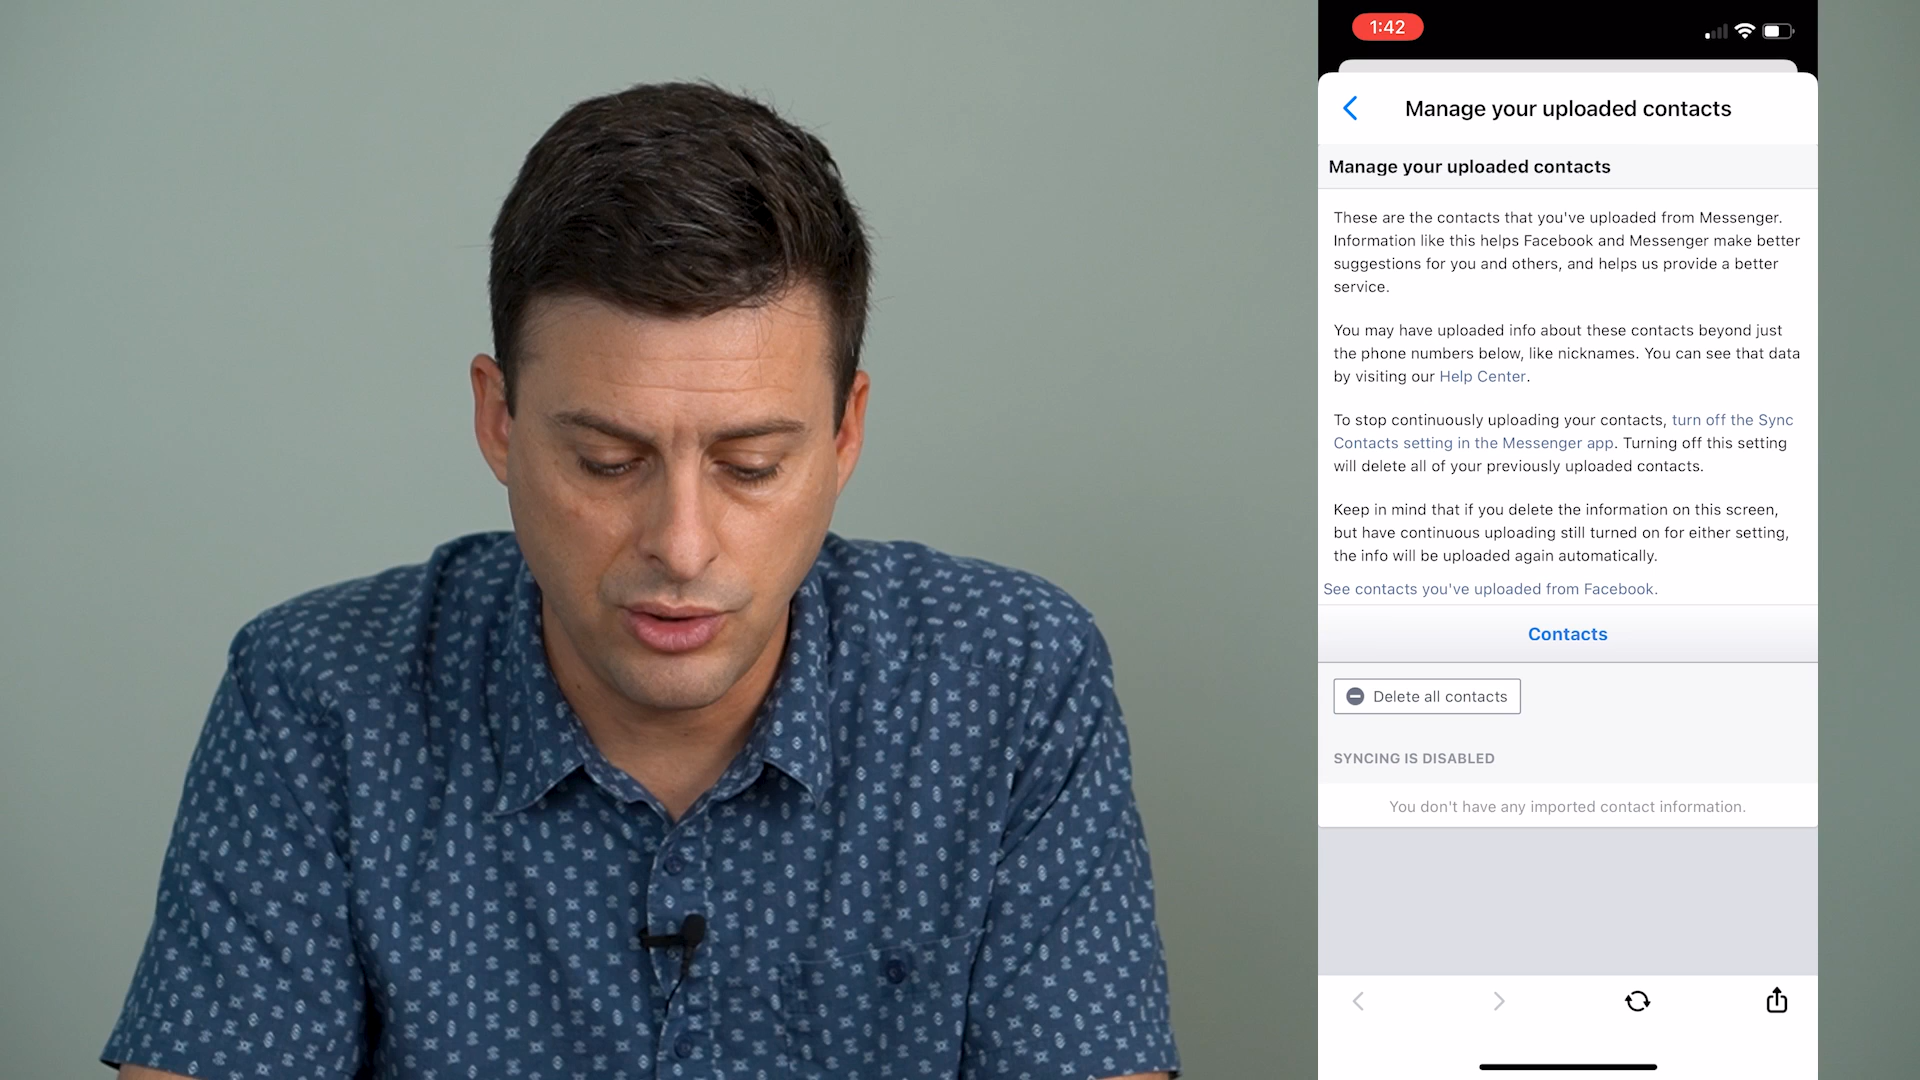 1:42
Manage your uploaded contacts
Manage your uploaded contacts
These are the contacts that you've uploaded from Messenger.
Information like this helps Facebook and Messenger make better
suggestions for you and others, and helps us provide a better
service.
You may have uploaded info about these contacts beyond just
the phone numbers below, like nicknames. You can see that data
by visiting our Help Center.
To stop continuously uploading your contacts, turn off the Sync
Contacts setting in the Messenger app. Turning off this setting
will delete all of your previously uploaded contacts.
Keep in mind that if you delete the information on this screen,
but have continuous uploading still turned on for either setting,
the info will be uploaded again automatically.
See contacts you've uploaded from Facebook.
Contacts
Delete all contacts
SYNCING IS DISABLED
You don't have any imported contact information.